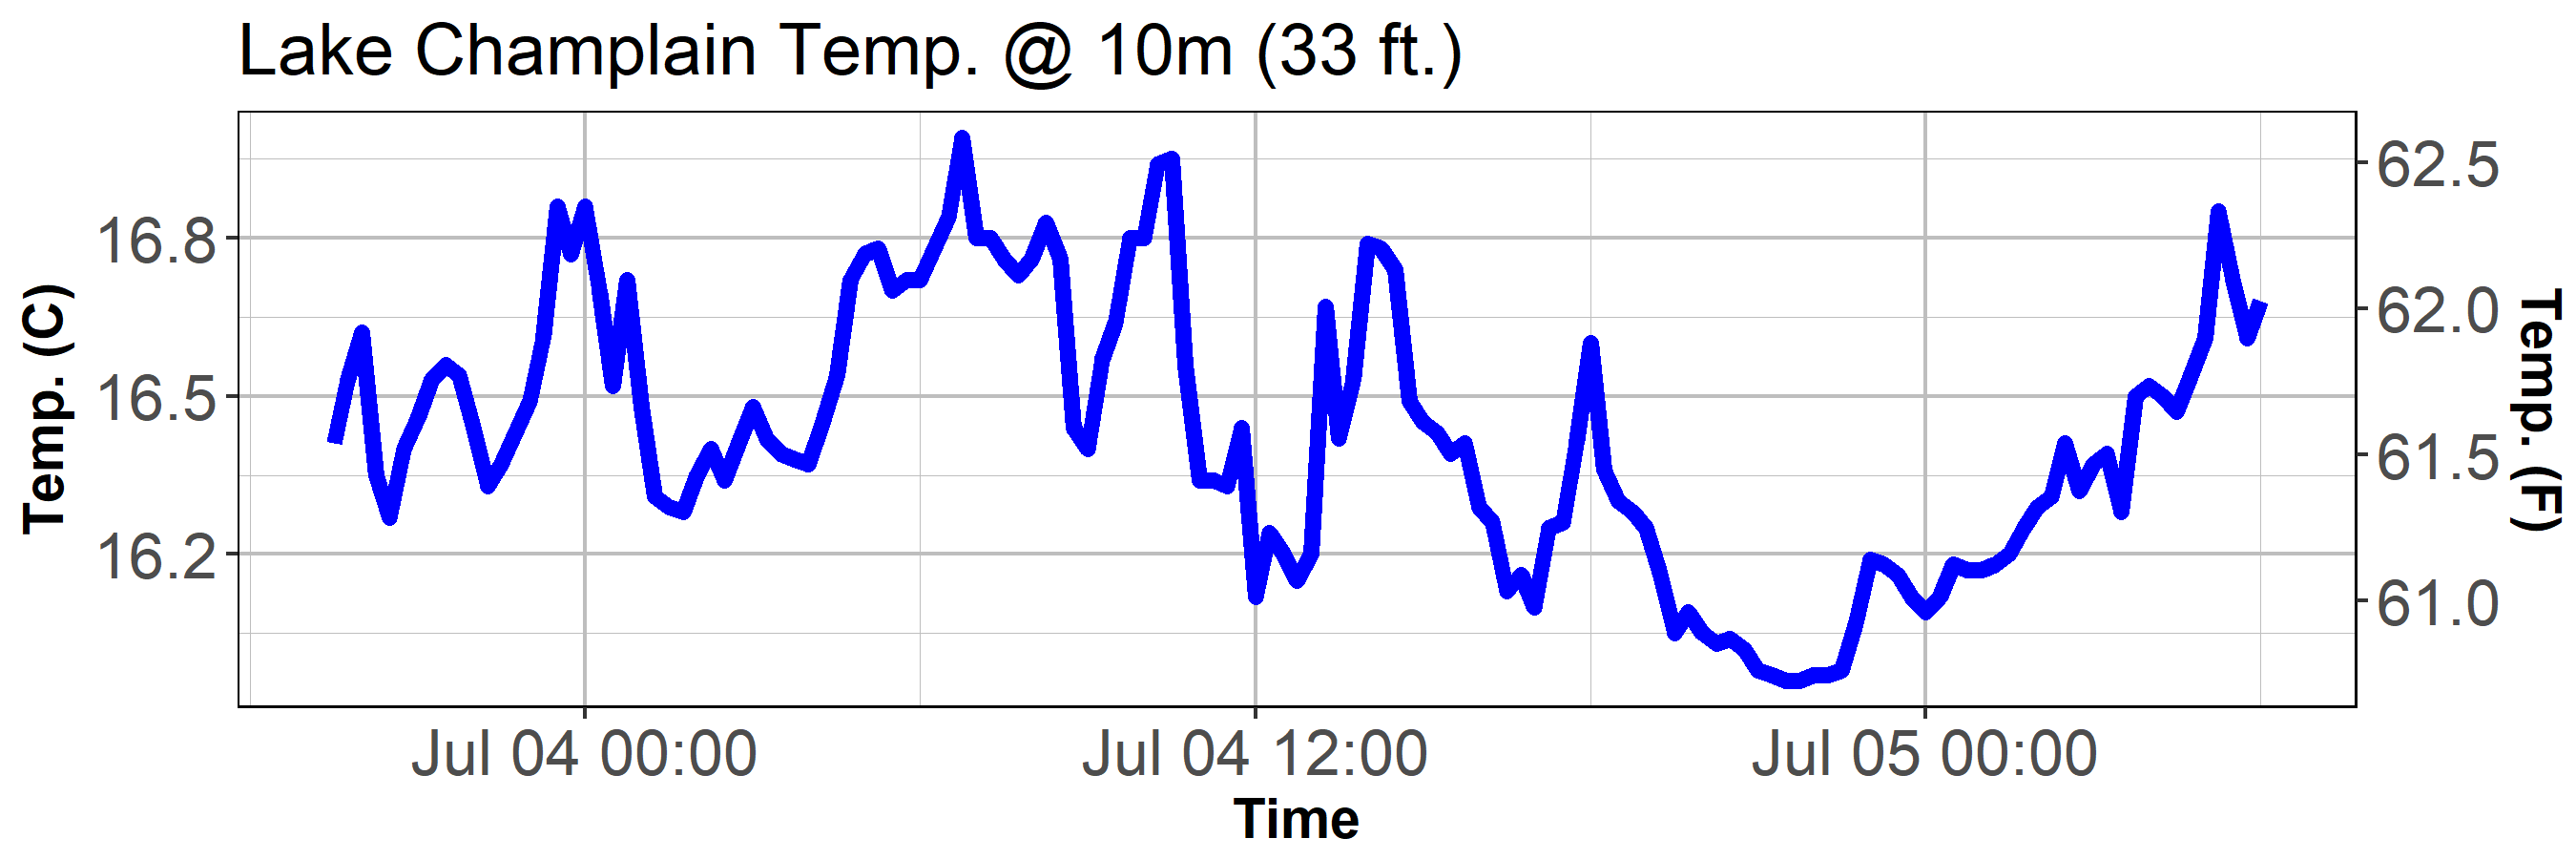 Lake Champlain Temp. @ 10m (33 ft.)
Temp. (C)
16.8
16.5
16.2
62.5
62.0
61.5
61.0
Temp. (F)
Jul 04 00:00
Jul 04 12:00
Jul 05 00:00
Time